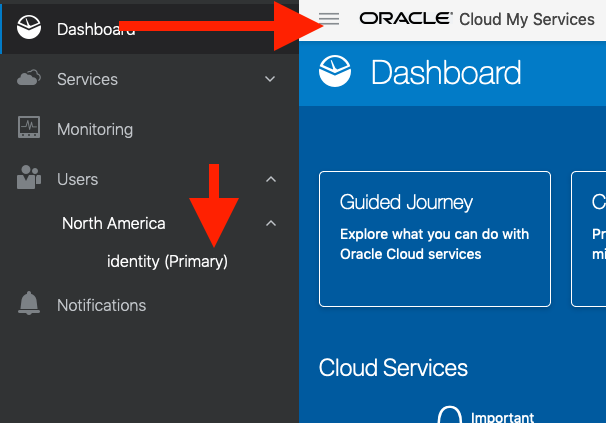 Dashboard
Services
Monitoring
Users
North America
identity (Primary)
Notifications
ORACLE Cloud My Services
Dashboard
Guided Journey
Explore what you can do with
Oracle Cloud services
C
Pr
mi
Cloud Services
Important